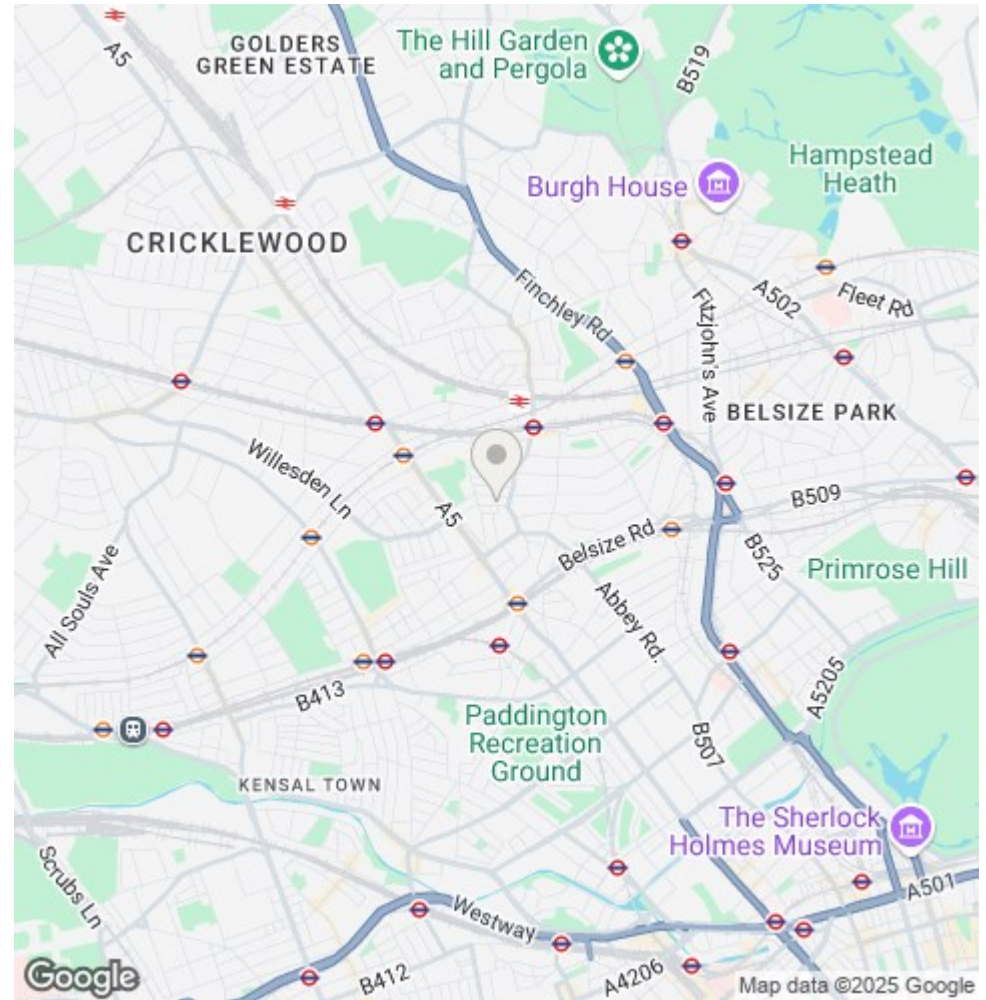 A5
GOLDERS
GREEN ESTATE
The Hill Garden
and Pergola
B519
Hampstead
Heath
Burgh House
CRICKLEWOOD
Finchley Rd
Fitzjohn's Ave
A502
Fleet Rd
BELSIZE PARK
Willesden Ln
A5
B509
Belsize Rd
B525
Primrose Hill
All Souls Ave
Abbey Rd.
A5205
B413
Paddington
Recreation
Ground
B507
KENSAL TOWN
The Sherlock
Holmes Museum
Scrubs Ln
A501
Westway
B412
A4206
Google
Map data ©2025 Google